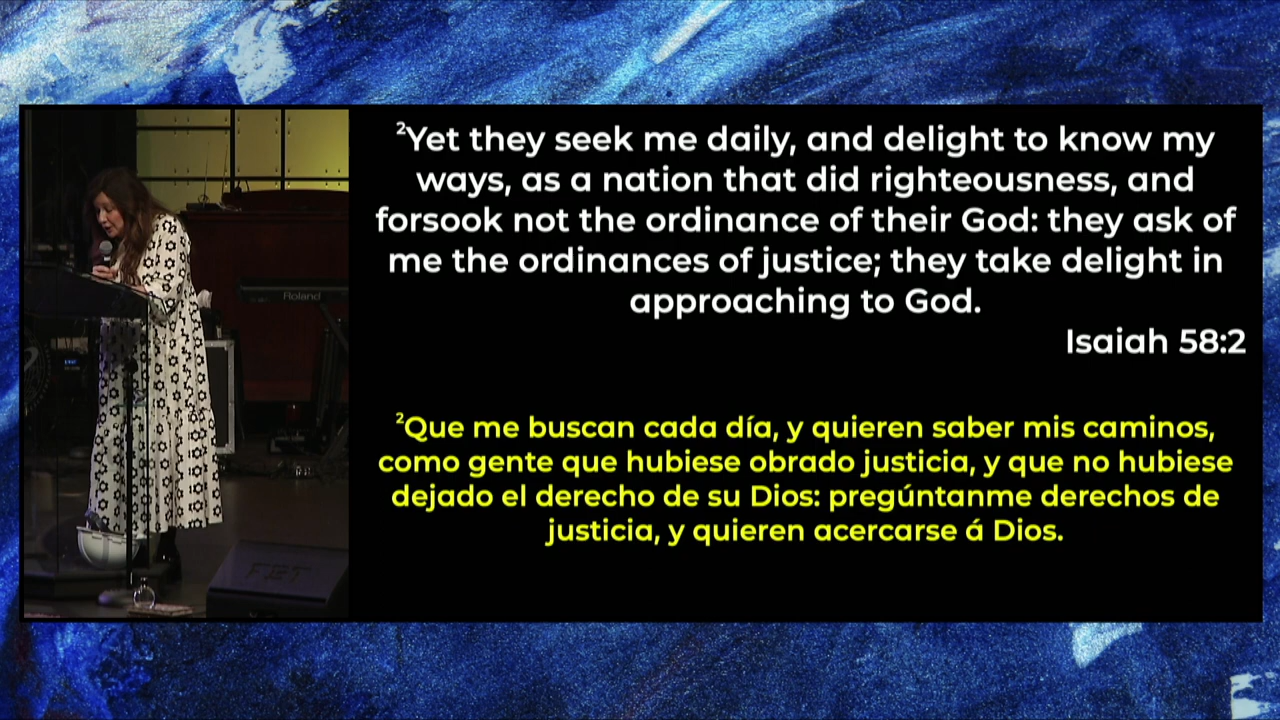 ²Yet they seek me daily, and delight to know my
ways, as a nation that did righteousness, and
forsook not the ordinance of their God: they ask of
me the ordinances of justice; they take delight in
approaching to God.
Isaiah 58:2
²Que me buscan cada día, y quieren saber mis caminos,
como gente que hubiese obrado justicia, y que no hubiese
dejado el derecho de su Dios: pregúntanme derechos de
justicia, y quieren acercarse á Dios.
Roland
FET